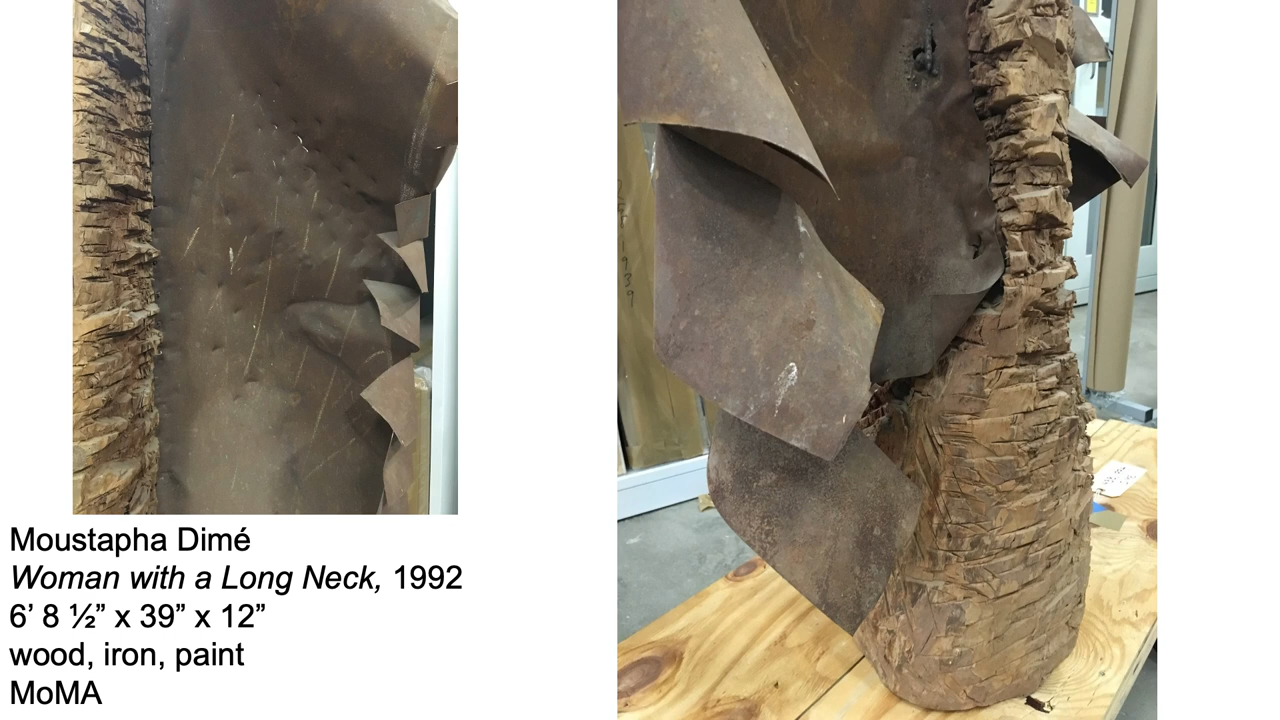 Moustapha Dimé
Woman with a Long Neck, 1992
6’ 8 ½” x 39” x 12”
wood, iron, paint
MoMA